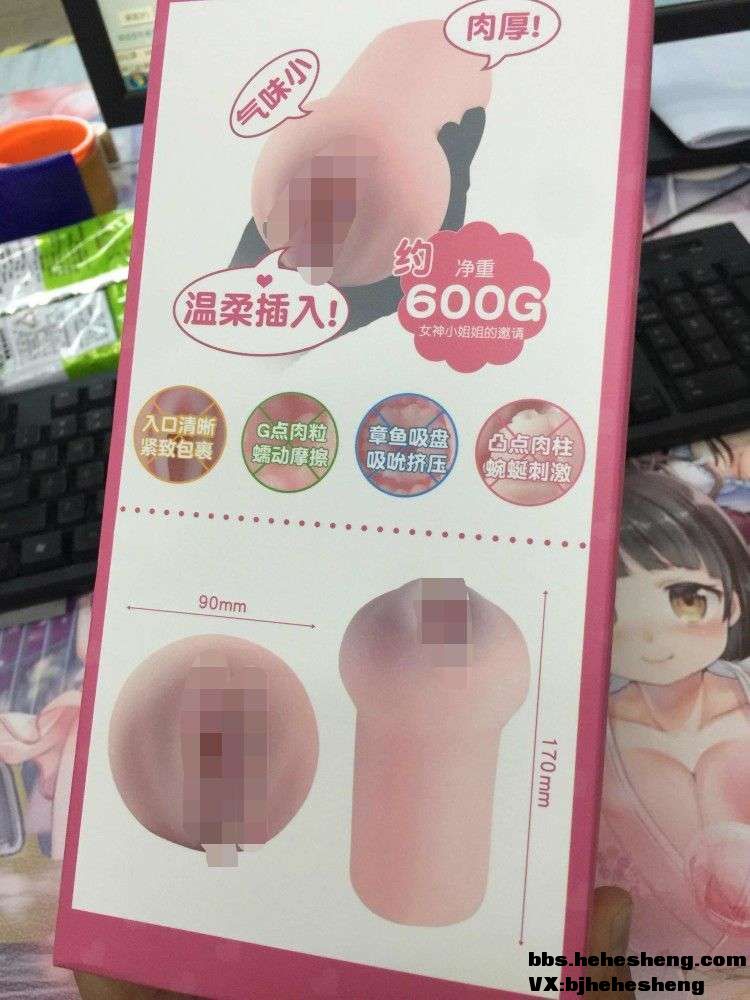 肉厚!
气味小
温柔插入!
约
净重
600G
女神小姐姐的邀请
入口清晰
紧致包裹
G点肉粒
蠕动摩擦
章鱼吸盘
吸吮挤压
凸点肉柱
蜿蜒刺激
90mm
170mm
bbs.hehesheng.com
VX:bjhehesheng